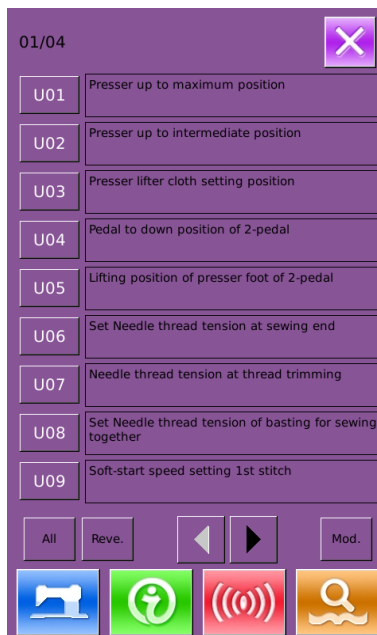 01/04
U01
Presser up to maximum position
U02
Presser up to intermediate position
U03
Presser lifter cloth setting position
U04
Pedal to down position of 2-pedal
U05
Lifting position of presser foot of 2-pedal
U06
Set Needle thread tension at sewing end
U07
Needle thread tension at thread trimming
U08
Set Needle thread tension of basting for sewing
together
U09
Soft-start speed setting 1st stitch
All
Reve.
Mod.